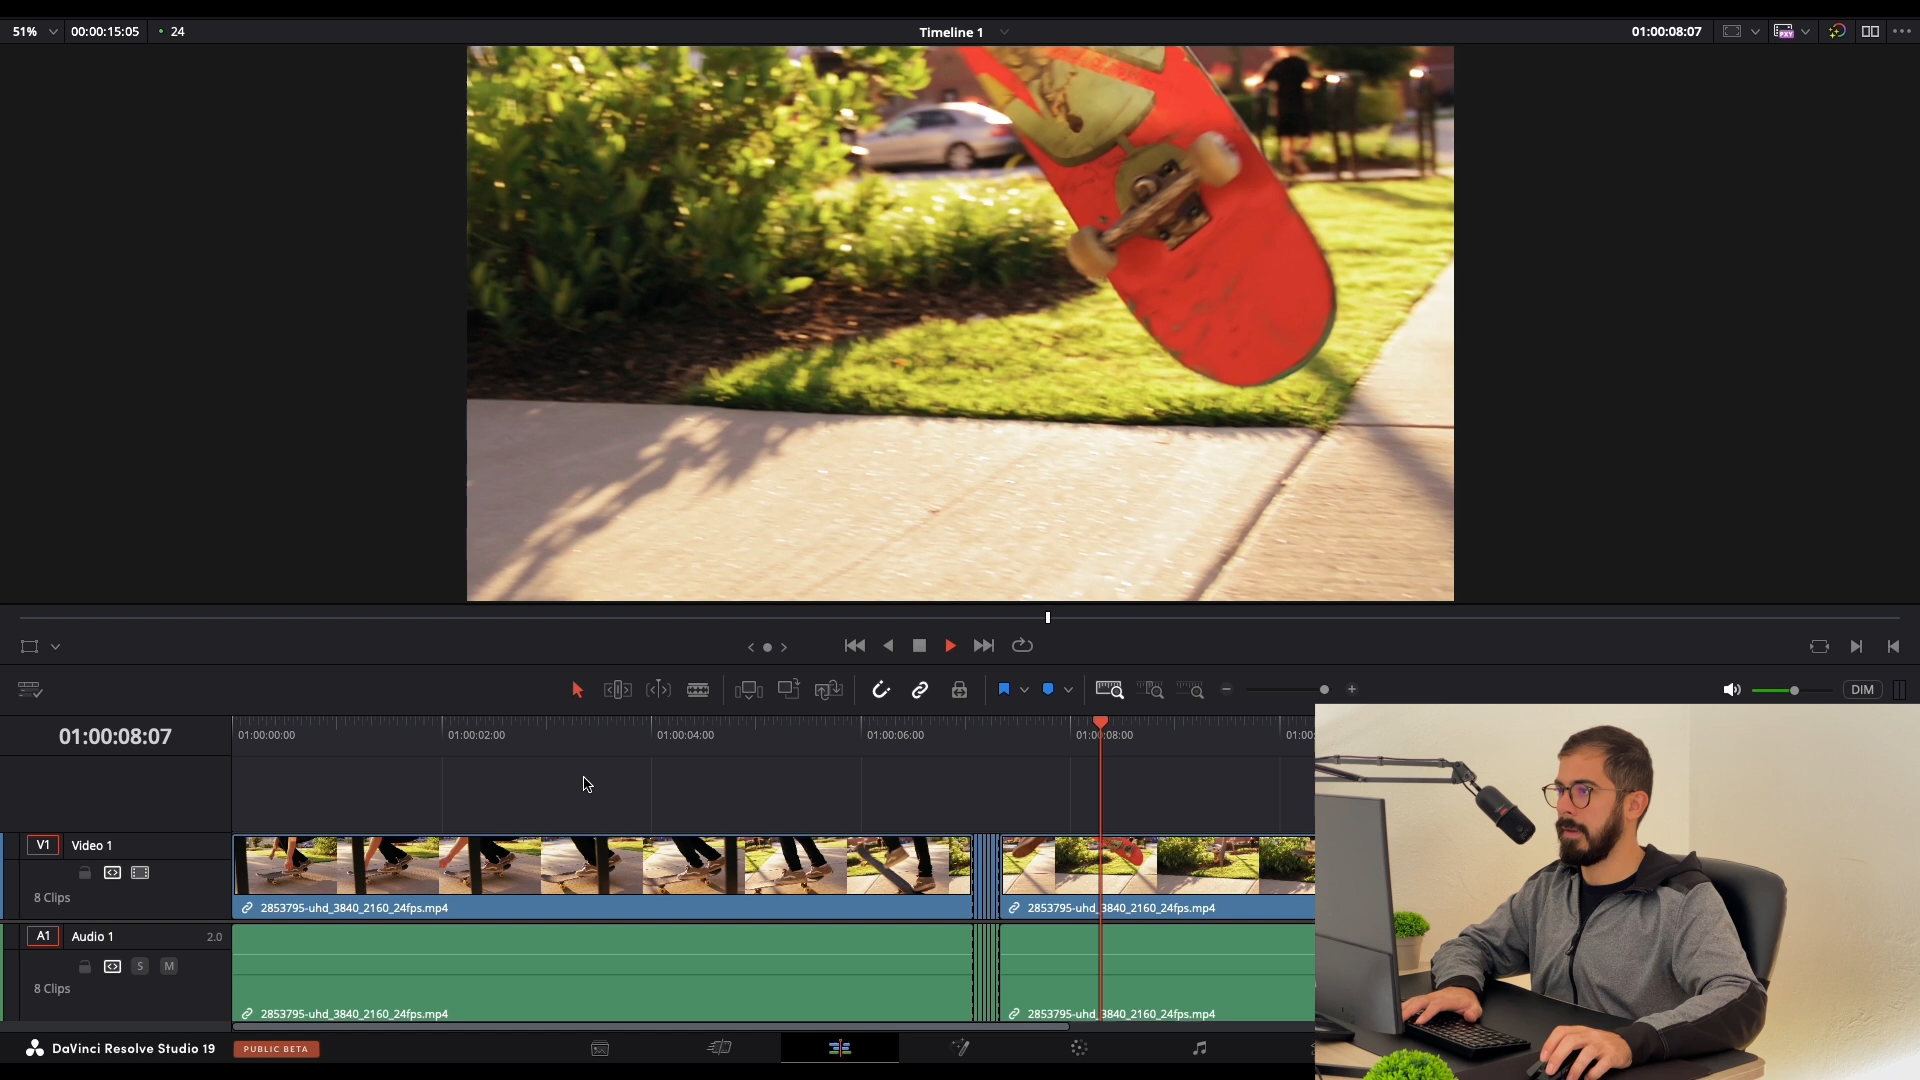 51% 00:00:15:05 24 Timeline 1 01:00:08:07
PXY
DIM
01:00:08:07 01:00:00:00 01:00:02:00 01:00:04:00 01:00:06:00 01:00:08:00 01:00:
V1 Video 1
8 Clips
2853795-uhd_3840_2160_24fps.mp4 2853795-uhd_3840_2160_24fps.mp4
A1 Audio 1 2.0
S M
8 Clips
2853795-uhd_3840_2160_24fps.mp4 2853795-uhd_3840_2160_24fps.mp4
DaVinci Resolve Studio 19 PUBLIC BETA